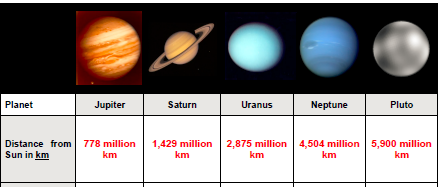 Planet Jupiter Saturn Uranus Neptune Pluto
Distance from 778 million 1,429 million 2,875 million 4,504 million 5,900 million
Sun in km km km km km km